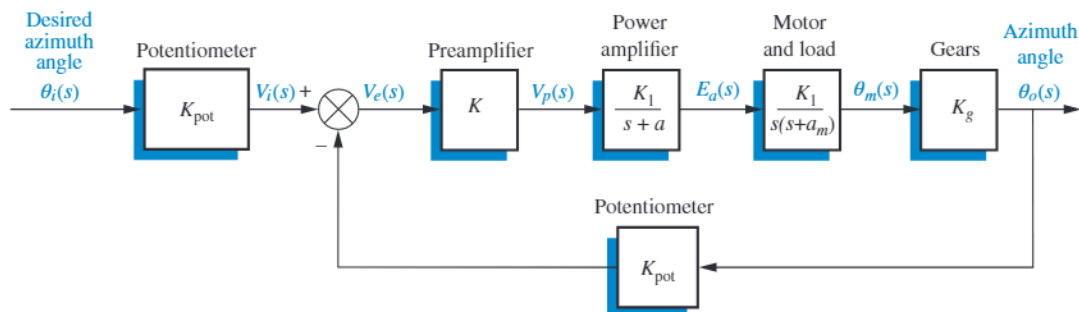 Desired
azimuth
angle
θi(s)
Potentiometer
Kpot
Vi(s) +
−
Ve(s)
Preamplifier
K
Vp(s)
Power
amplifier
K1
s + a
Ea(s)
Motor
and load
K1
s(s+am)
θm(s)
Gears
Kg
Azimuth
angle
θo(s)
Potentiometer
Kpot